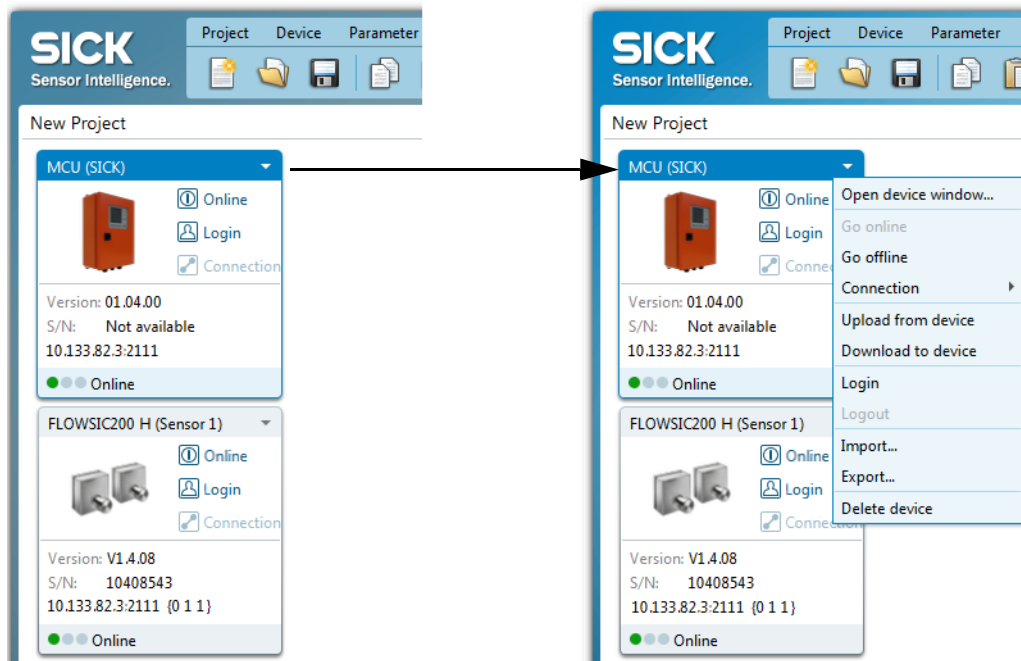 SICK
Sensor Intelligence.
Project Device Parameter
New Project
MCU (SICK)
Online
Login
Connection
Version: 01.04.00
S/N: Not available
10.133.82.3:2111
Online
FLOWSIC200 H (Sensor 1)
Online
Login
Connection
Version: V1.4.08
S/N: 10408543
10.133.82.3:2111 {0 1 1}
Online
SICK
Sensor Intelligence.
Project Device Parameter
New Project
MCU (SICK)
Online
Login
Connec
Version: 01.04.00
S/N: Not available
10.133.82.3:2111
Online
Open device window...
Go online
Go offline
Connection
Upload from device
Download to device
Login
Logout
Import...
Export...
Delete device
FLOWSIC200 H (Sensor 1)
Online
Login
Connection
Version: V1.4.08
S/N: 10408543
10.133.82.3:2111 {0 1 1}
Online